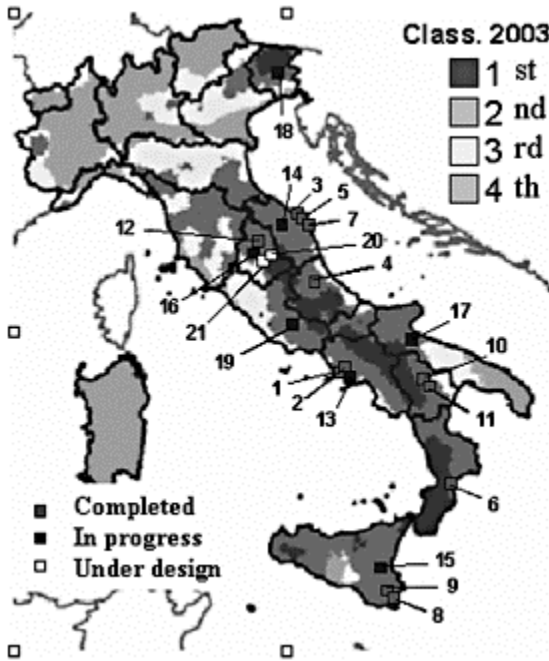 Class. 2003
1 st
2 nd
3 rd
4 th
18
14
3
5
7
12
20
4
16
21
17
19
10
1
2
13
11
6
Completed
In progress
Under design
15
9
8